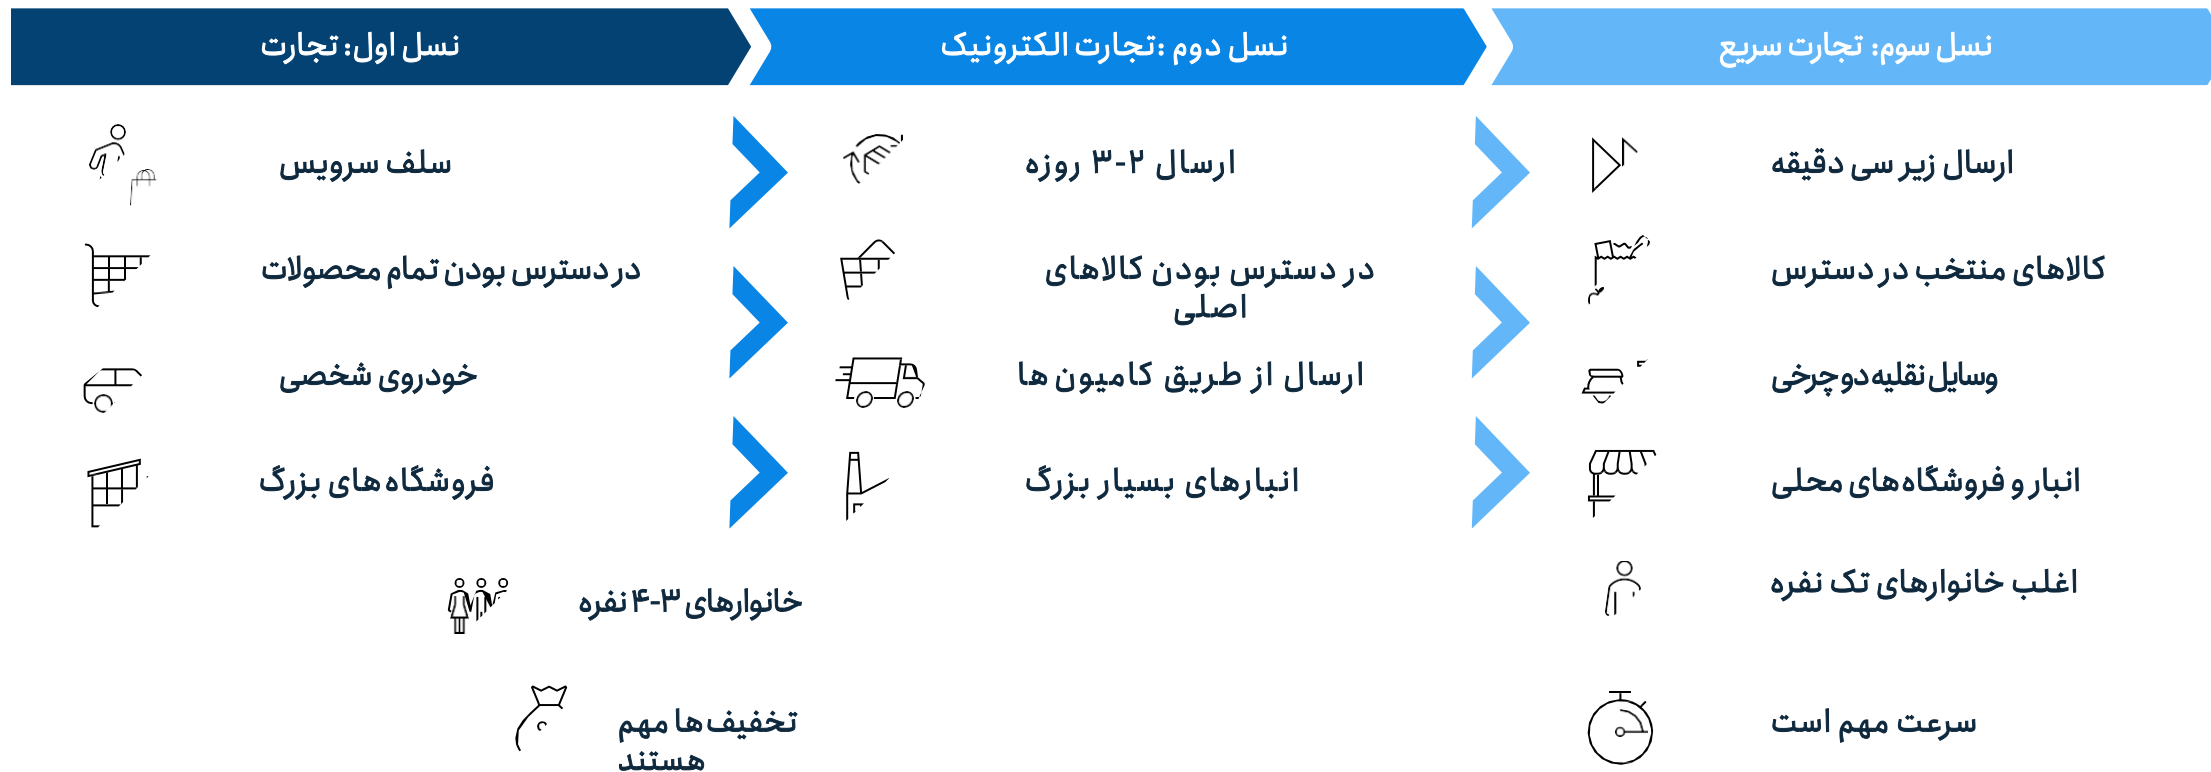 نسل اول: تجارت
نسل دوم :تجارت الکترونیک
نسل سوم: تجارت سریع
سلف سرویس
ارسال ۲-۳ روزه
ارسال زیر سی دقیقه
در دسترس بودن تمام محصولات
در دسترس بودن کالاهای
اصلی
کالاهای منتخب در دسترس
خودروی شخصی
ارسال از طریق کامیون ها
وسایل نقلیه دو چرخی
فروشگاه های بزرگ
انبارهای بسیار بزرگ
انبار و فروشگاه های محلی
خانوارهای ۳-۴ نفره
اغلب خانوارهای تک نفره
تخفیف ها مهم
هستند
سرعت مهم است